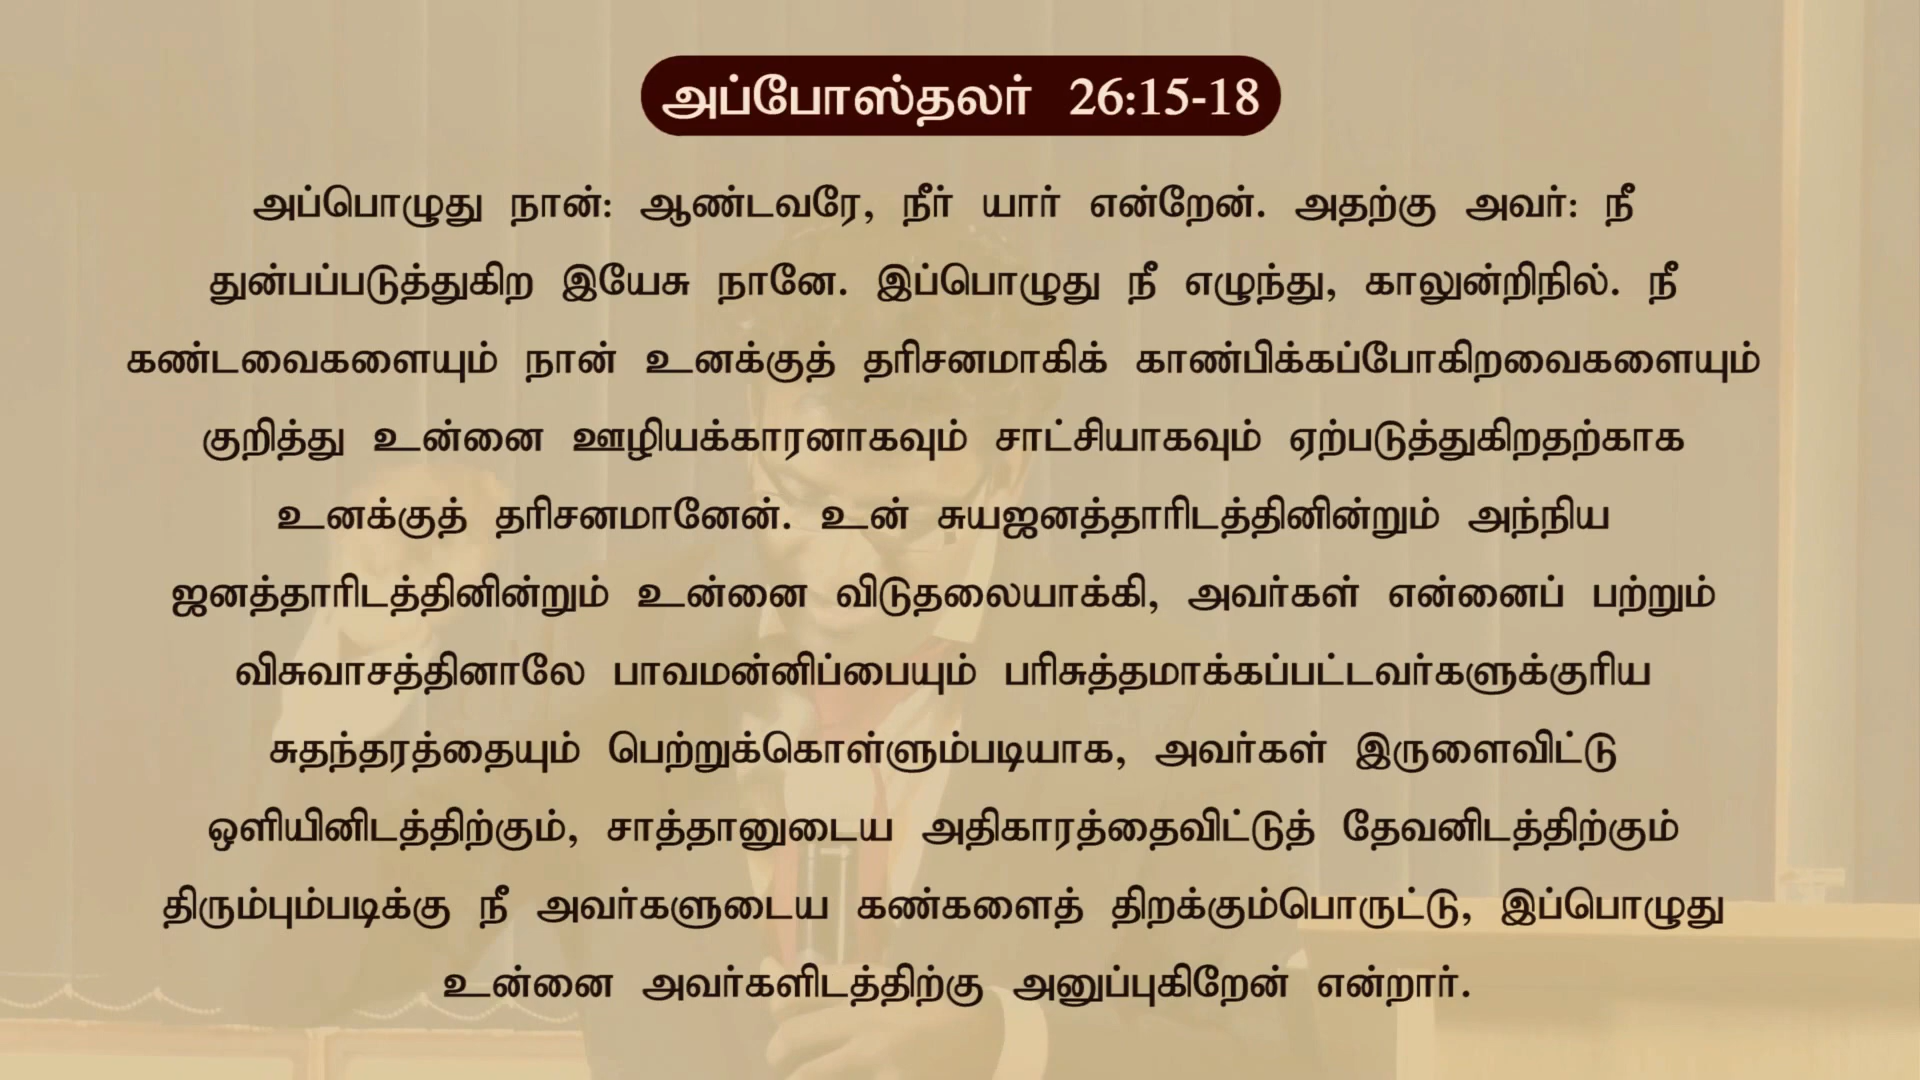 அப்போஸ்தலர் 26:15-18
அப்பொழுது நான்: ஆண்டவரே, நீர் யார் என்றேன். அதற்கு அவர்: நீ
துன்பப்படுத்துகிற இயேசு நானே. இப்பொழுது நீ எழுந்து, காலுன்றிநில். நீ
கண்டவைகளையும் நான் உனக்குத் தரிசனமாகிக் காண்பிக்கப்போகிறவைகளையும்
குறித்து உன்னை ஊழியக்காரனாகவும் சாட்சியாகவும் ஏற்படுத்துகிறதற்காக
உனக்குத் தரிசனமானேன். உன் சுயஜனத்தாரிடத்தினின்றும் அந்நிய
ஜனத்தாரிடத்தினின்றும் உன்னை விடுதலையாக்கி, அவர்கள் என்னைப் பற்றும்
விசுவாசத்தினாலே பாவமன்னிப்பையும் பரிசுத்தமாக்கப்பட்டவர்களுக்குரிய
சுதந்தரத்தையும் பெற்றுக்கொள்ளும்படியாக, அவர்கள் இருளைவிட்டு
ஒளியினிடத்திற்கும், சாத்தானுடைய அதிகாரத்தைவிட்டுத் தேவனிடத்திற்கும்
திரும்பும்படிக்கு நீ அவர்களுடைய கண்களைத் திறக்கும்பொருட்டு, இப்பொழுது
உன்னை அவர்களிடத்திற்கு அனுப்புகிறேன் என்றார்.